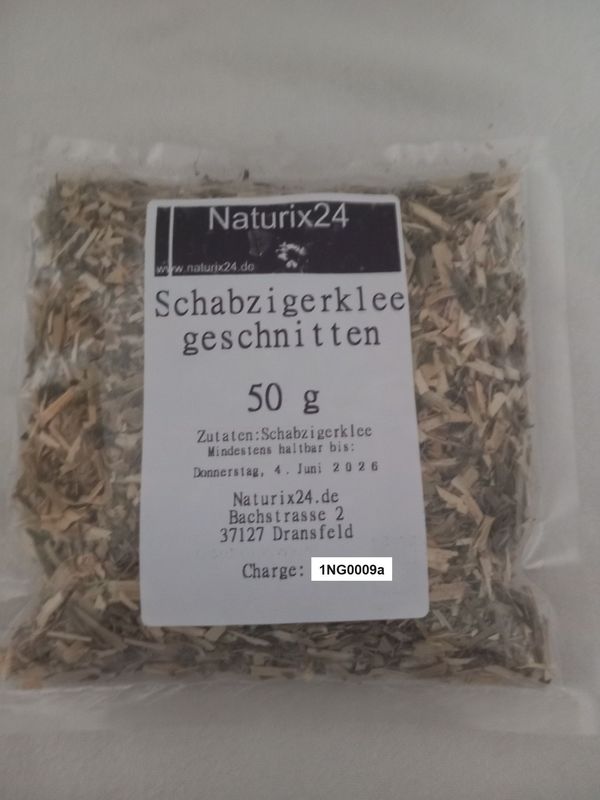 Naturix24
www.naturix24.de
Schabzigerklee
geschnitten
50 g
Zutaten:Schabzigerklee
Mindestens haltbar bis:
Donnerstag, 4. Juni 2026
Naturix24.de
Bachstrasse 2
37127 Dransfeld
Charge: 1NG0009a